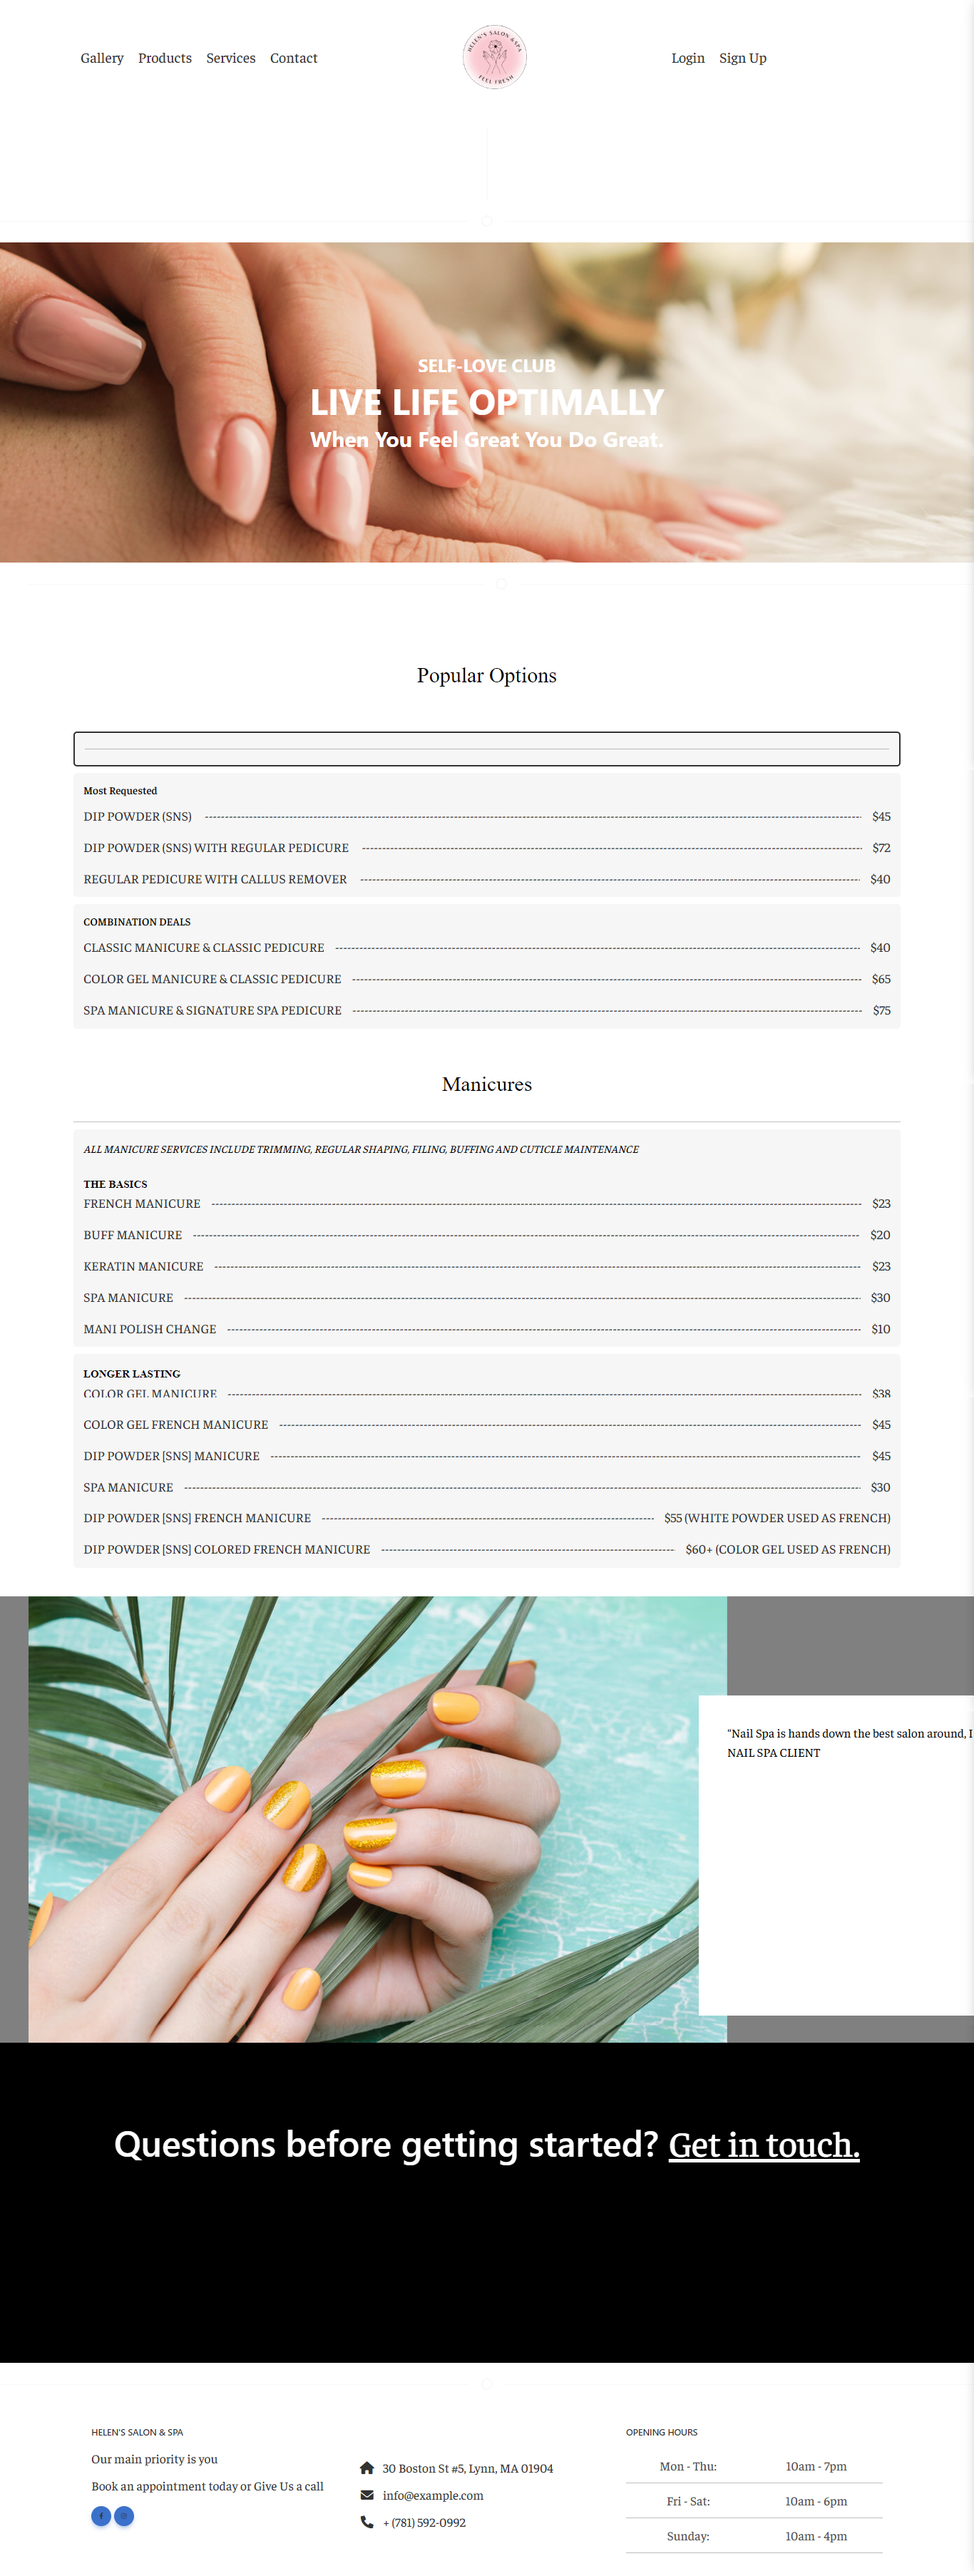 Gallery Products Services Contact
HELEN'S SALON &SPA
FEEL FRESH
Login Sign Up
SELF-LOVE CLUB
LIVE LIFE OPTIMALLY
When You Feel Great You Do Great.
Popular Options
Most Requested
DIP POWDER (SNS) $45
DIP POWDER (SNS) WITH REGULAR PEDICURE $72
REGULAR PEDICURE WITH CALLUS REMOVER $40
COMBINATION DEALS
CLASSIC MANICURE & CLASSIC PEDICURE $40
COLOR GEL MANICURE & CLASSIC PEDICURE $65
SPA MANICURE & SIGNATURE SPA PEDICURE $75
Manicures
ALL MANICURE SERVICES INCLUDE TRIMMING, REGULAR SHAPING, FILING, BUFFING AND CUTICLE MAINTENANCE
THE BASICS
FRENCH MANICURE $23
BUFF MANICURE $20
KERATIN MANICURE $23
SPA MANICURE $30
MANI POLISH CHANGE $10
LONGER LASTING
COLOR GEL MANICURE $38
COLOR GEL FRENCH MANICURE $45
DIP POWDER [SNS] MANICURE $45
SPA MANICURE $30
DIP POWDER [SNS] FRENCH MANICURE $55 (WHITE POWDER USED AS FRENCH)
DIP POWDER [SNS] COLORED FRENCH MANICURE $60+ (COLOR GEL USED AS FRENCH)
"Nail Spa is hands down the best salon around, I
NAIL SPA CLIENT
Questions before getting started? Get in touch.
HELEN'S SALON & SPA
Our main priority is you
Book an appointment today or Give Us a call
30 Boston St #5, Lynn, MA 01904
info@example.com
+ (781) 592-0992
OPENING HOURS
Mon - Thu: 10am - 7pm
Fri - Sat: 10am - 6pm
Sunday: 10am - 4pm